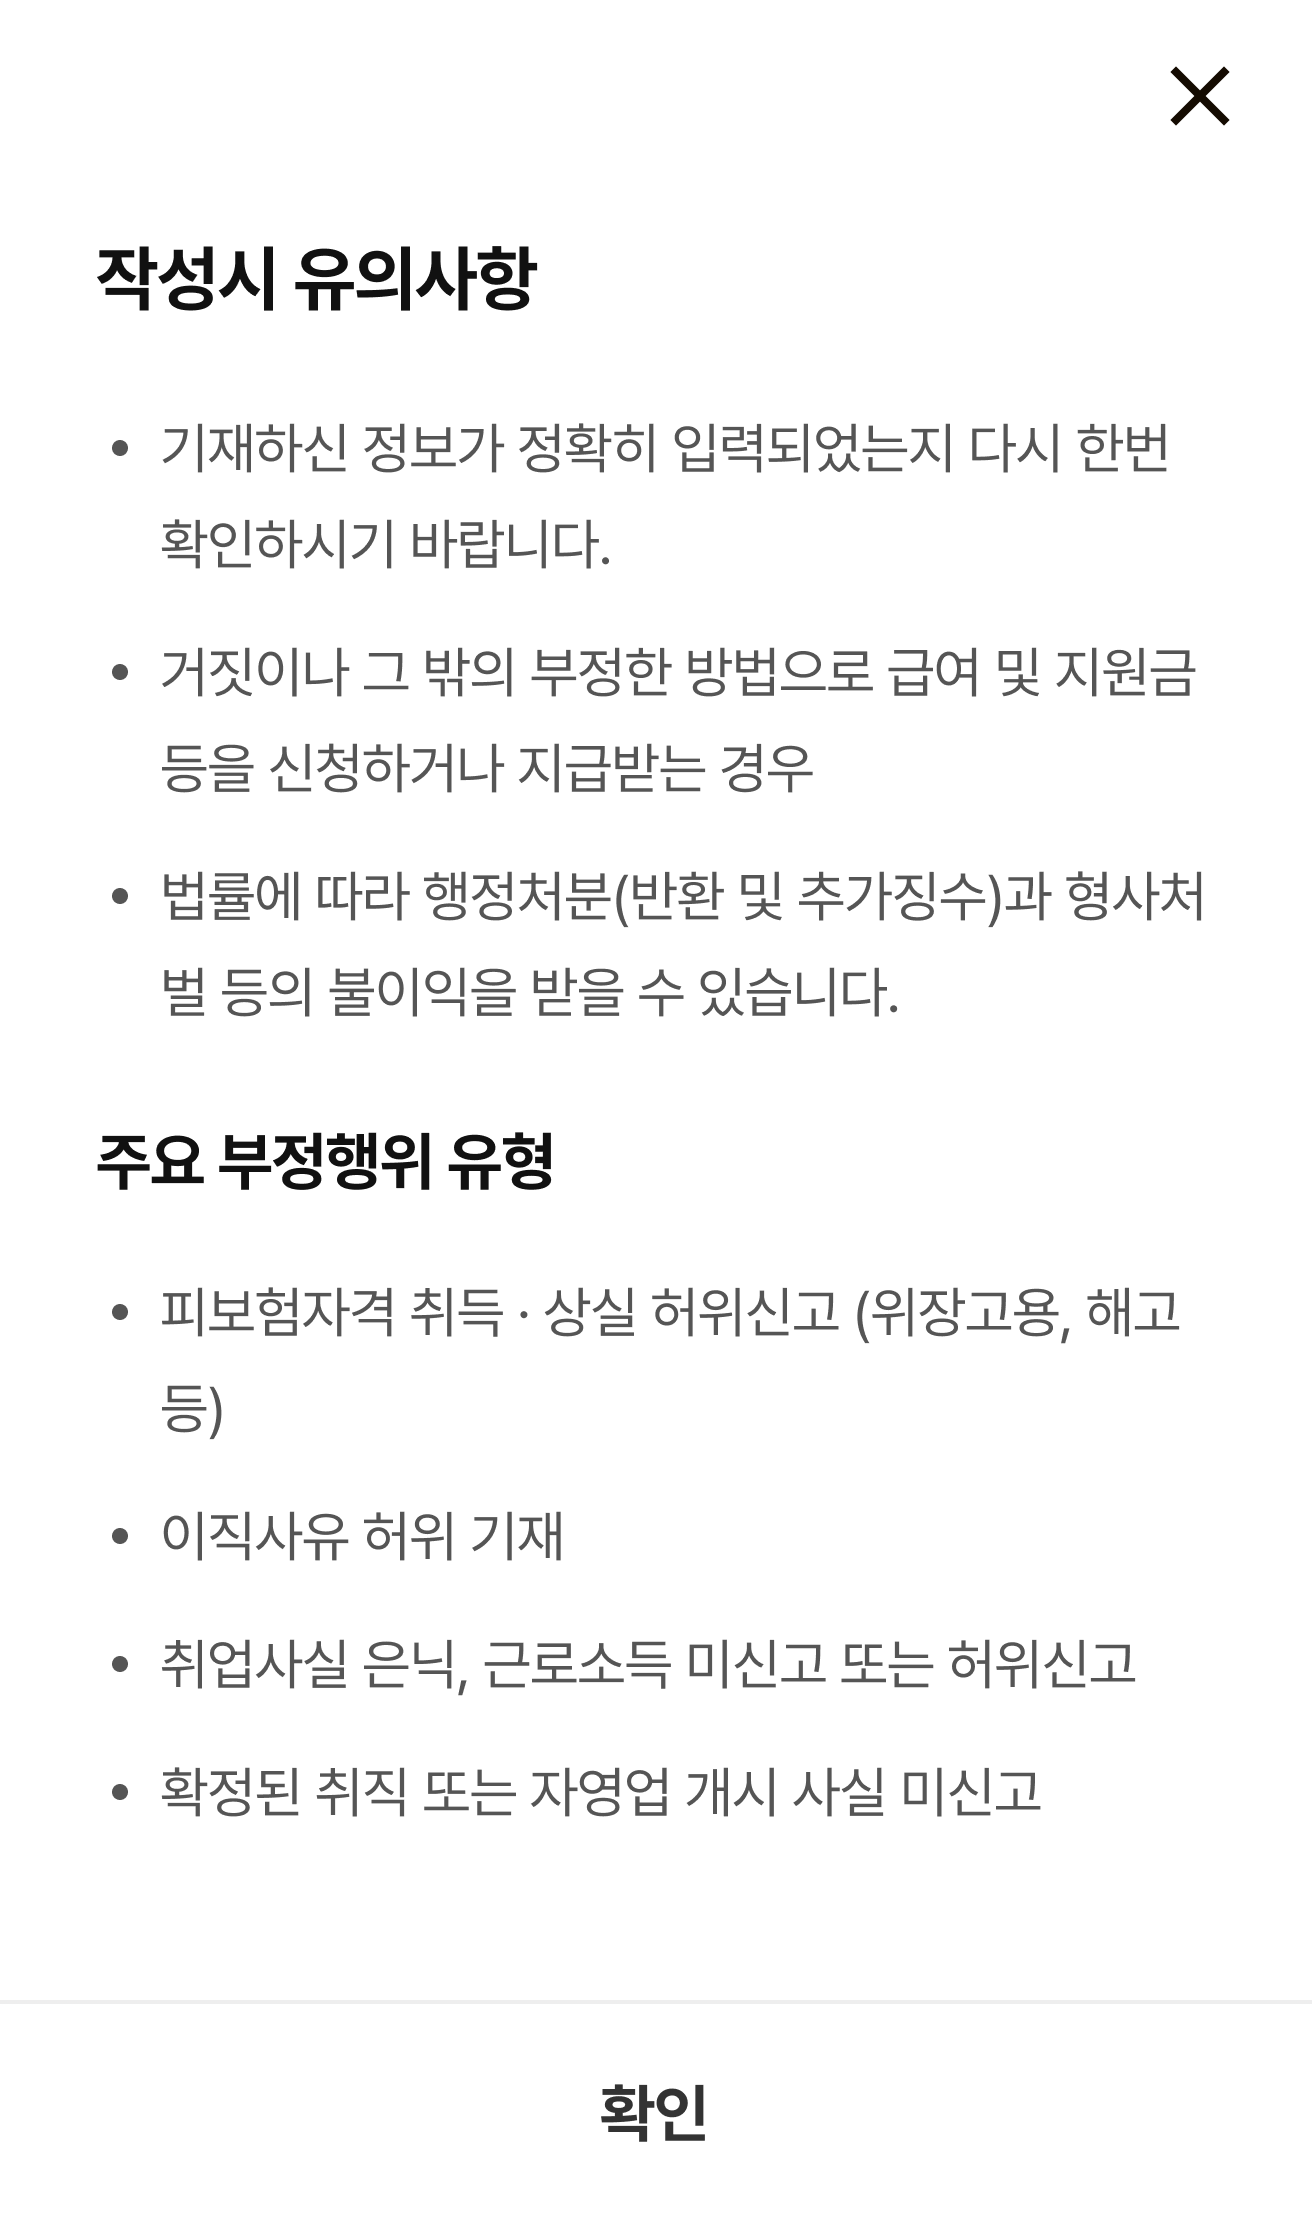 작성시 유의사항
• 기재하신 정보가 정확히 입력되었는지 다시 한번
확인하시기 바랍니다.
• 거짓이나 그 밖의 부정한 방법으로 급여 및 지원금
등을 신청하거나 지급받는 경우
• 법률에 따라 행정처분(반환 및 추가징수)과 형사처
벌 등의 불이익을 받을 수 있습니다.
주요 부정행위 유형
• 피보험자격 취득 · 상실 허위신고 (위장고용, 해고
등)
• 이직사유 허위 기재
• 취업사실 은닉, 근로소득 미신고 또는 허위신고
• 확정된 취직 또는 자영업 개시 사실 미신고
확인